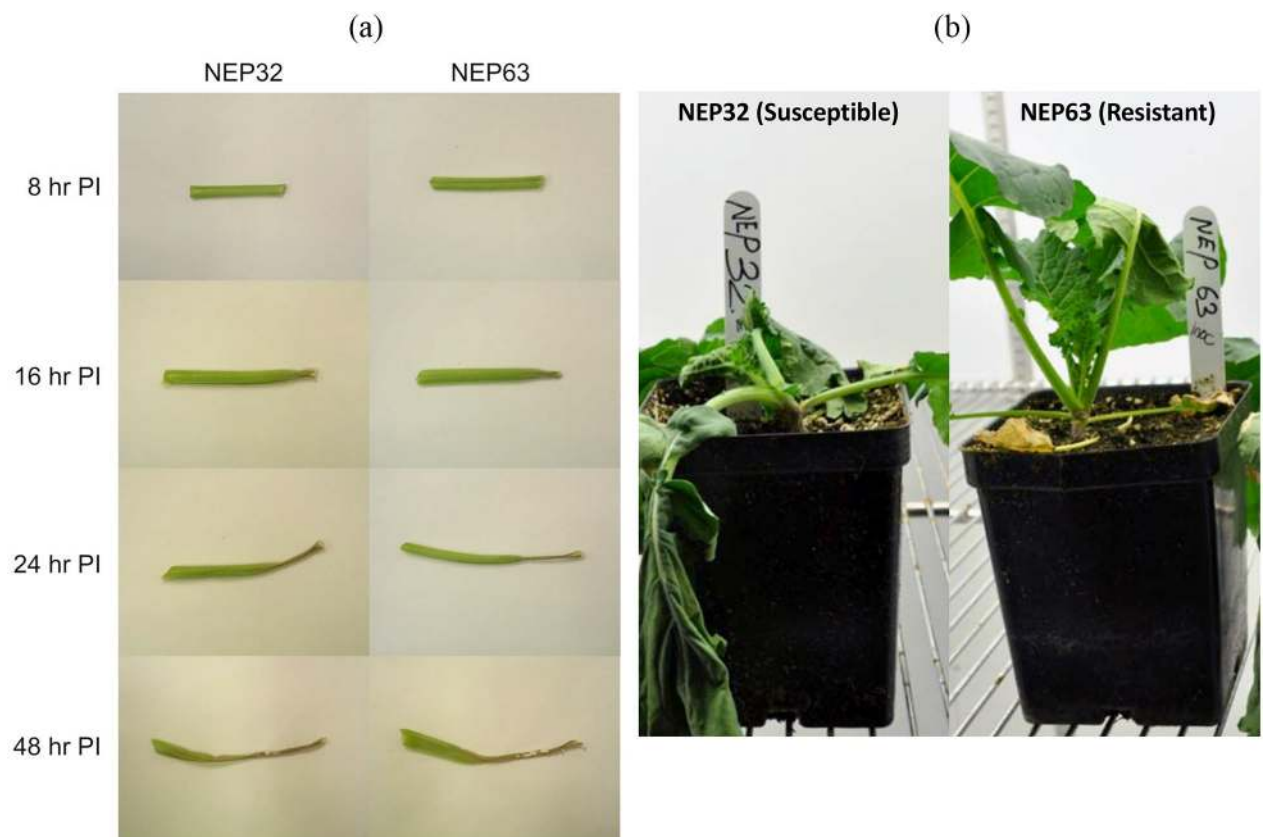 (a)
(b)
NEP32
NEP63
8 hr PI
16 hr PI
24 hr PI
48 hr PI
NEP32 (Susceptible)
NEP63 (Resistant)
NEP 32
NEP 63